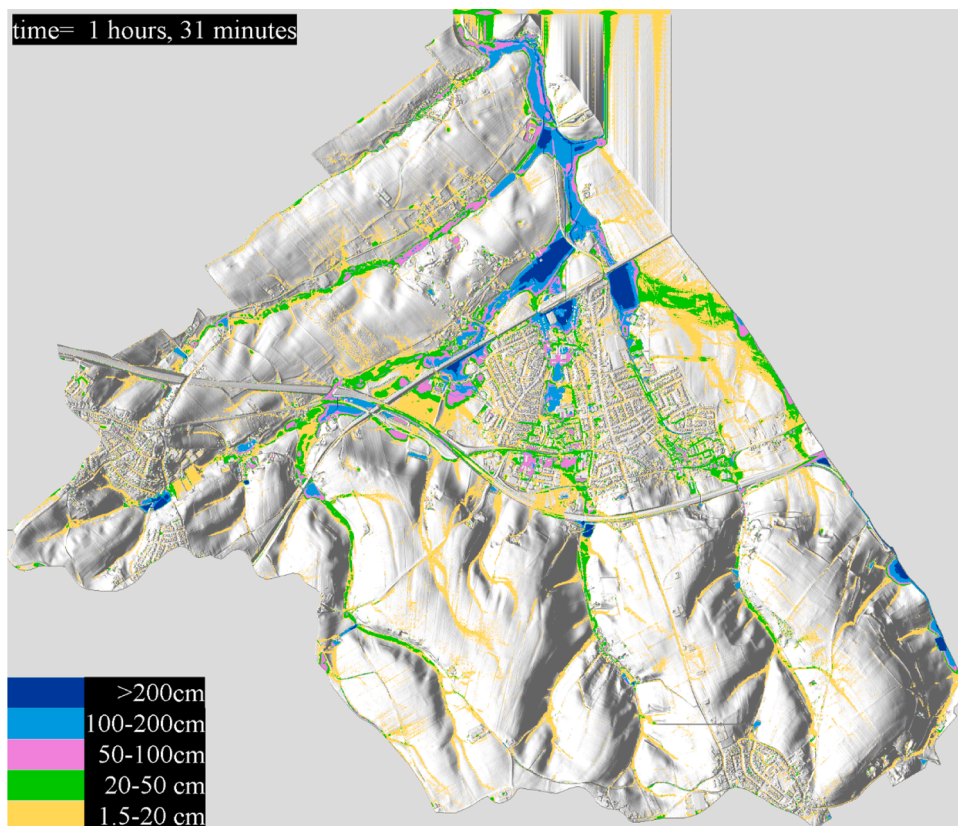 time= 1 hours, 31 minutes
>200cm
100-200cm
50-100cm
20-50 cm
1.5-20 cm